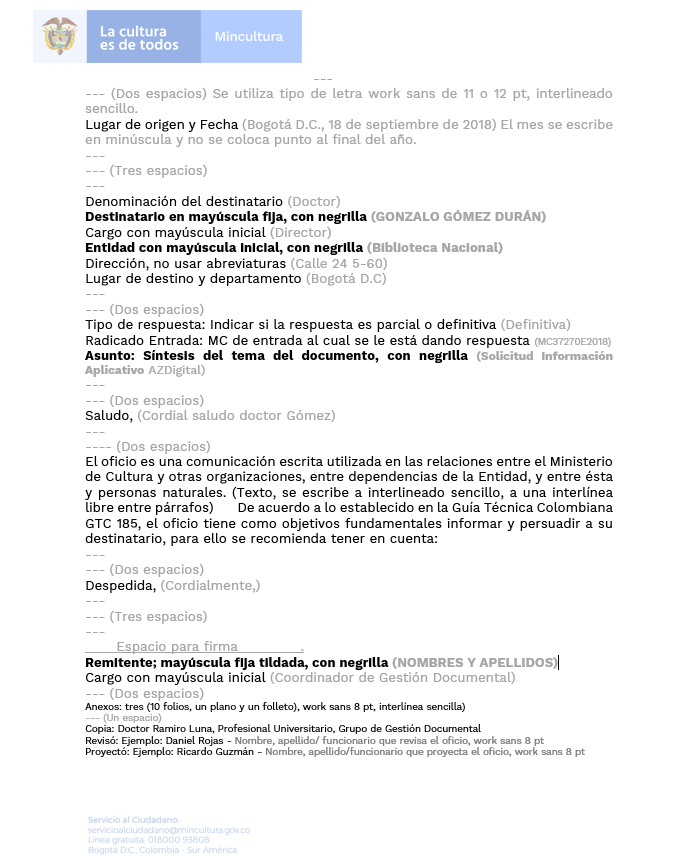 La cultura
es de todos
Mincultura
---
--- (Dos espacios) Se utiliza tipo de letra work sans de 11 o 12 pt, interlineado
sencillo.
Lugar de origen y Fecha (Bogotá D.C., 18 de septiembre de 2018) El mes se escribe
en minúscula y no se coloca punto al final del año.
---
--- (Tres espacios)
---
Denominación del destinatario (Doctor)
Destinatario en mayúscula fija, con negrilla (GONZALO GÓMEZ DURÁN)
Cargo con mayúscula inicial (Director)
Entidad con mayúscula inicial, con negrilla (Biblioteca Nacional)
Dirección, no usar abreviaturas (Calle 24 5-60)
Lugar de destino y departamento (Bogotá D.C)
---
--- (Dos espacios)
Tipo de respuesta: Indicar si la respuesta es parcial o definitiva (Definitiva)
Radicado Entrada: MC de entrada al cual se le está dando respuesta (MC37270E2018)
Asunto: Síntesis del tema del documento, con negrilla (Solicitud Información
Aplicativo AZDigital)
---
--- (Dos espacios)
Saludo, (Cordial saludo doctor Gómez)
---
---- (Dos espacios)
El oficio es una comunicación escrita utilizada en las relaciones entre el Ministerio
de Cultura y otras organizaciones, entre dependencias de la Entidad, y entre ésta
y personas naturales. (Texto, se escribe a interlineado sencillo, a una interlínea
libre entre párrafos) De acuerdo a lo establecido en la Guía Técnica Colombiana
GTC 185, el oficio tiene como objetivos fundamentales informar y persuadir a su
destinatario, para ello se recomienda tener en cuenta:
---
--- (Dos espacios)
Despedida, (Cordialmente,)
---
--- (Tres espacios)
---
Espacio para firma .
Remitente; mayúscula fija tildada, con negrilla (NOMBRES Y APELLIDOS)
Cargo con mayúscula inicial (Coordinador de Gestión Documental)
--- (Dos espacios)
Anexos: tres (10 folios, un plano y un folleto), work sans 8 pt, interlínea sencilla)
--- (Un espacio)
Copia: Doctor Ramiro Luna, Profesional Universitario, Grupo de Gestión Documental
Revisó: Ejemplo: Daniel Rojas - Nombre, apellido/ funcionario que revisa el oficio, work sans 8 pt
Proyectó: Ejemplo: Ricardo Guzmán - Nombre, apellido/funcionario que proyecta el oficio, work sans 8 pt
Servicio al Ciudadano:
servicioalciudadano@mincultura.gov.co
Línea gratuita: 018000 93808
Bogotá D.C., Colombia - Sur América